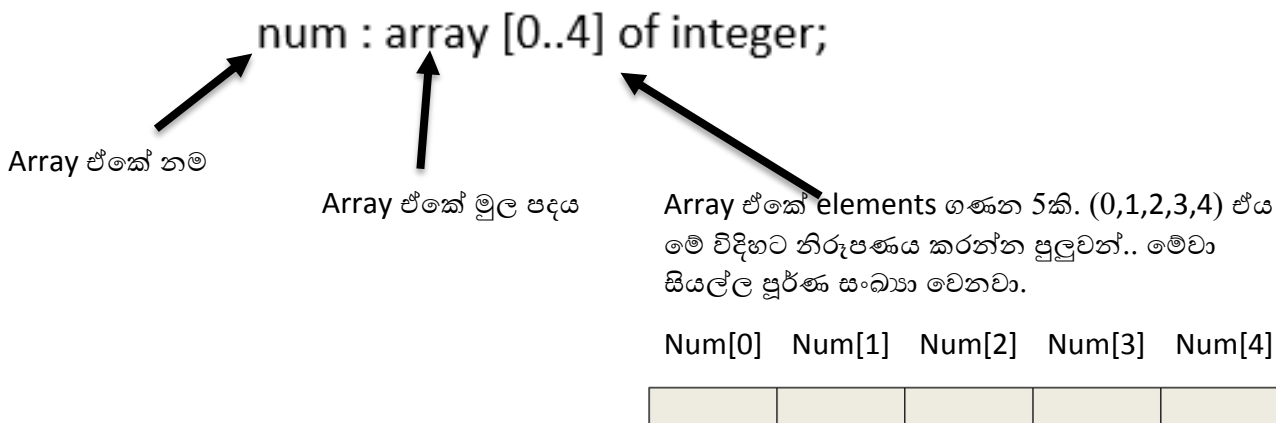 num : array [0..4] of integer;
Array ඒකේ නම
Array ඒකේ මුල පදය
Array ඒකේ elements ගණන 5කි. (0,1,2,3,4) ඒය
මේ විදිහට නිරූපණය කරන්න පුලුවන්.. මේවා
සියල්ල පූර්ණ සංඛ්‍යා වෙනවා.
Num[0] Num[1] Num[2] Num[3] Num[4]